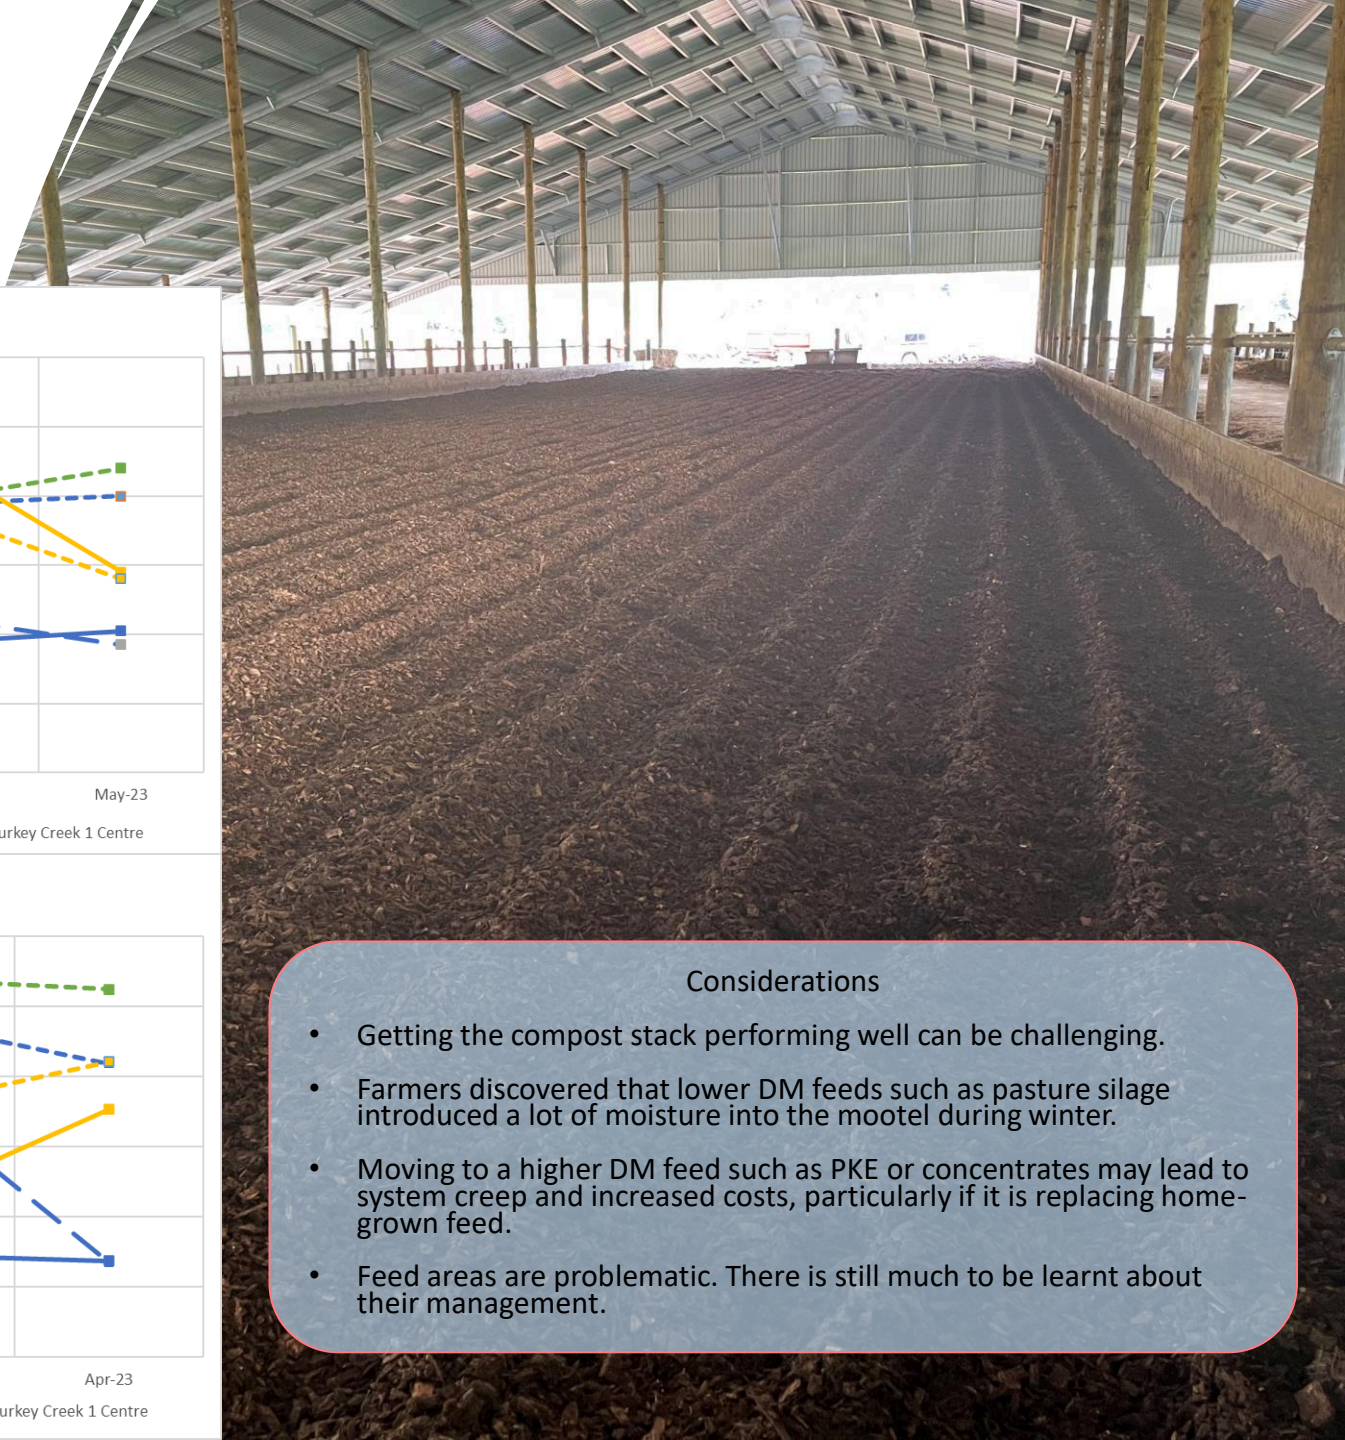 May-23
urkey Creek 1 Centre
Apr-23
urkey Creek 1 Centre
Considerations
• Getting the compost stack performing well can be challenging.
• Farmers discovered that lower DM feeds such as pasture silage
introduced a lot of moisture into the mootel during winter.
• Moving to a higher DM feed such as PKE or concentrates may lead to
system creep and increased costs, particularly if it is replacing home-
grown feed.
• Feed areas are problematic. There is still much to be learnt about
their management.